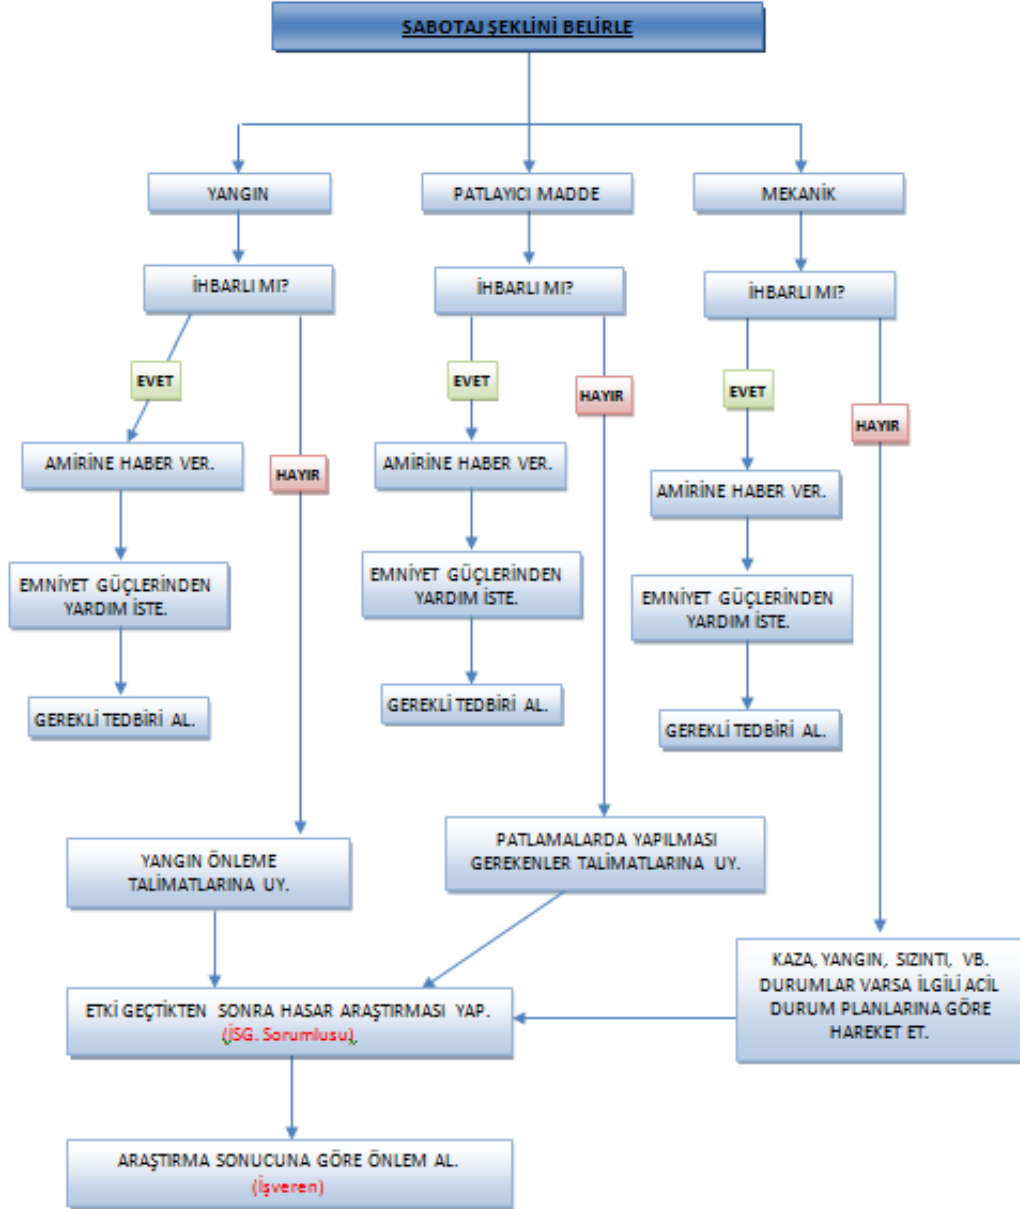 SABOTAJ ŞEKLİNİ BELİRLE
YANGIN
PATLAYICI MADDE
MEKANİK
İHBARLI MI?
İHBARLI MI?
İHBARLI MI?
EVET
EVET
HAYIR
EVET
HAYIR
AMİRİNE HABER VER.
HAYIR
AMİRİNE HABER VER.
AMİRİNE HABER VER.
EMNİYET GÜÇLERİNDEN
YARDIM İSTE.
EMNİYET GÜÇLERİNDEN
YARDIM İSTE.
EMNİYET GÜÇLERİNDEN
YARDIM İSTE.
GEREKLİ TEDBİRİ AL.
GEREKLİ TEDBİRİ AL.
GEREKLİ TEDBİRİ AL.
YANGIN ÖNLEME
TALİMATLARINA UY.
PATLAMALARDA YAPILMASI
GEREKENLER TALİMATLARINA UY.
KAZA, YANGIN, SIZINTI, VB.
DURUMLAR VARSA İLGİLİ ACİL
DURUM PLANLARINA GÖRE
HAREKET ET.
ETKİ GEÇTİKTEN SONRA HASAR ARAŞTIRMASI YAP.
(İSG. Sorumlusu)
ARAŞTIRMA SONUCUNA GÖRE ÖNLEM AL.
(İşveren)